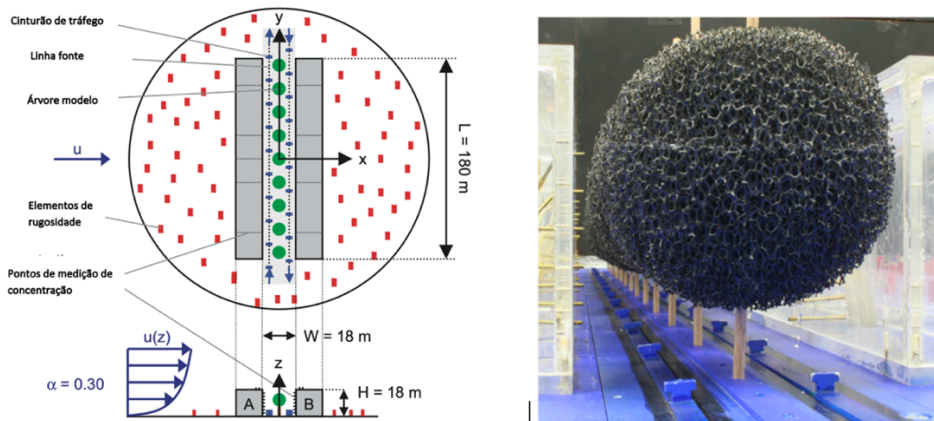 Cinturão de tráfego
Linha fonte
Árvore modelo
y
x
u
L = 180 m
Elementos de
rugosidade
Pontos de medição de
concentração
W = 18 m
u(z)
z
α = 0.30
A
B
H = 18 m